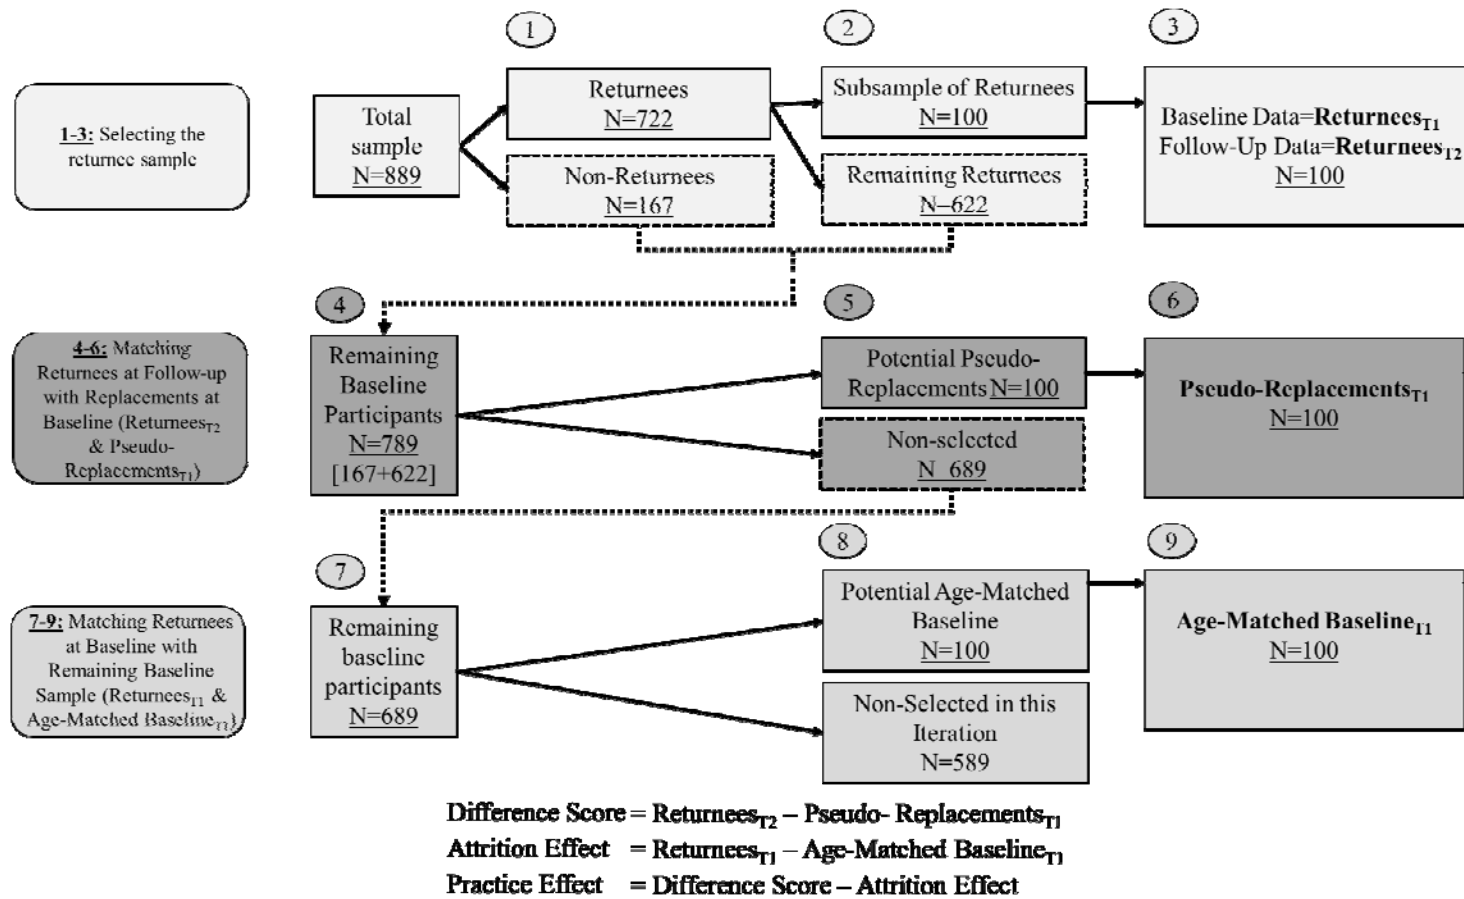 1
2
3
1-3: Selecting the
returnee sample
Total
sample
N=889
Returnees
N=722
Non-Returnees
N=167
Subsample of Returnees
N=100
Remaining Returnees
N=622
Baseline Data=ReturneesT1
Follow-Up Data=ReturneesT2
N=100
4
5
6
4-6: Matching
Returnees at Follow-up
with Replacements at
Baseline (ReturneesT2
& Pseudo-
ReplacementsT1)
Remaining
Baseline
Participants
N=789
[167+622]
Potential Pseudo-
Replacements N=100
Non-selected
N=689
Pseudo-ReplacementsT1
N=100
7
8
9
7-9: Matching Returnees
at Baseline with
Remaining Baseline
Sample (ReturneesT1 &
Age-Matched BaselineT1)
Remaining
baseline
participants
N=689
Potential Age-Matched
Baseline
N=100
Non-Selected in this
Iteration
N=589
Age-Matched BaselineT1
N=100
Difference Score = ReturneesT2 – Pseudo- ReplacementsT1
Attrition Effect = ReturneesT1 – Age-Matched BaselineT1
Practice Effect = Difference Score – Attrition Effect